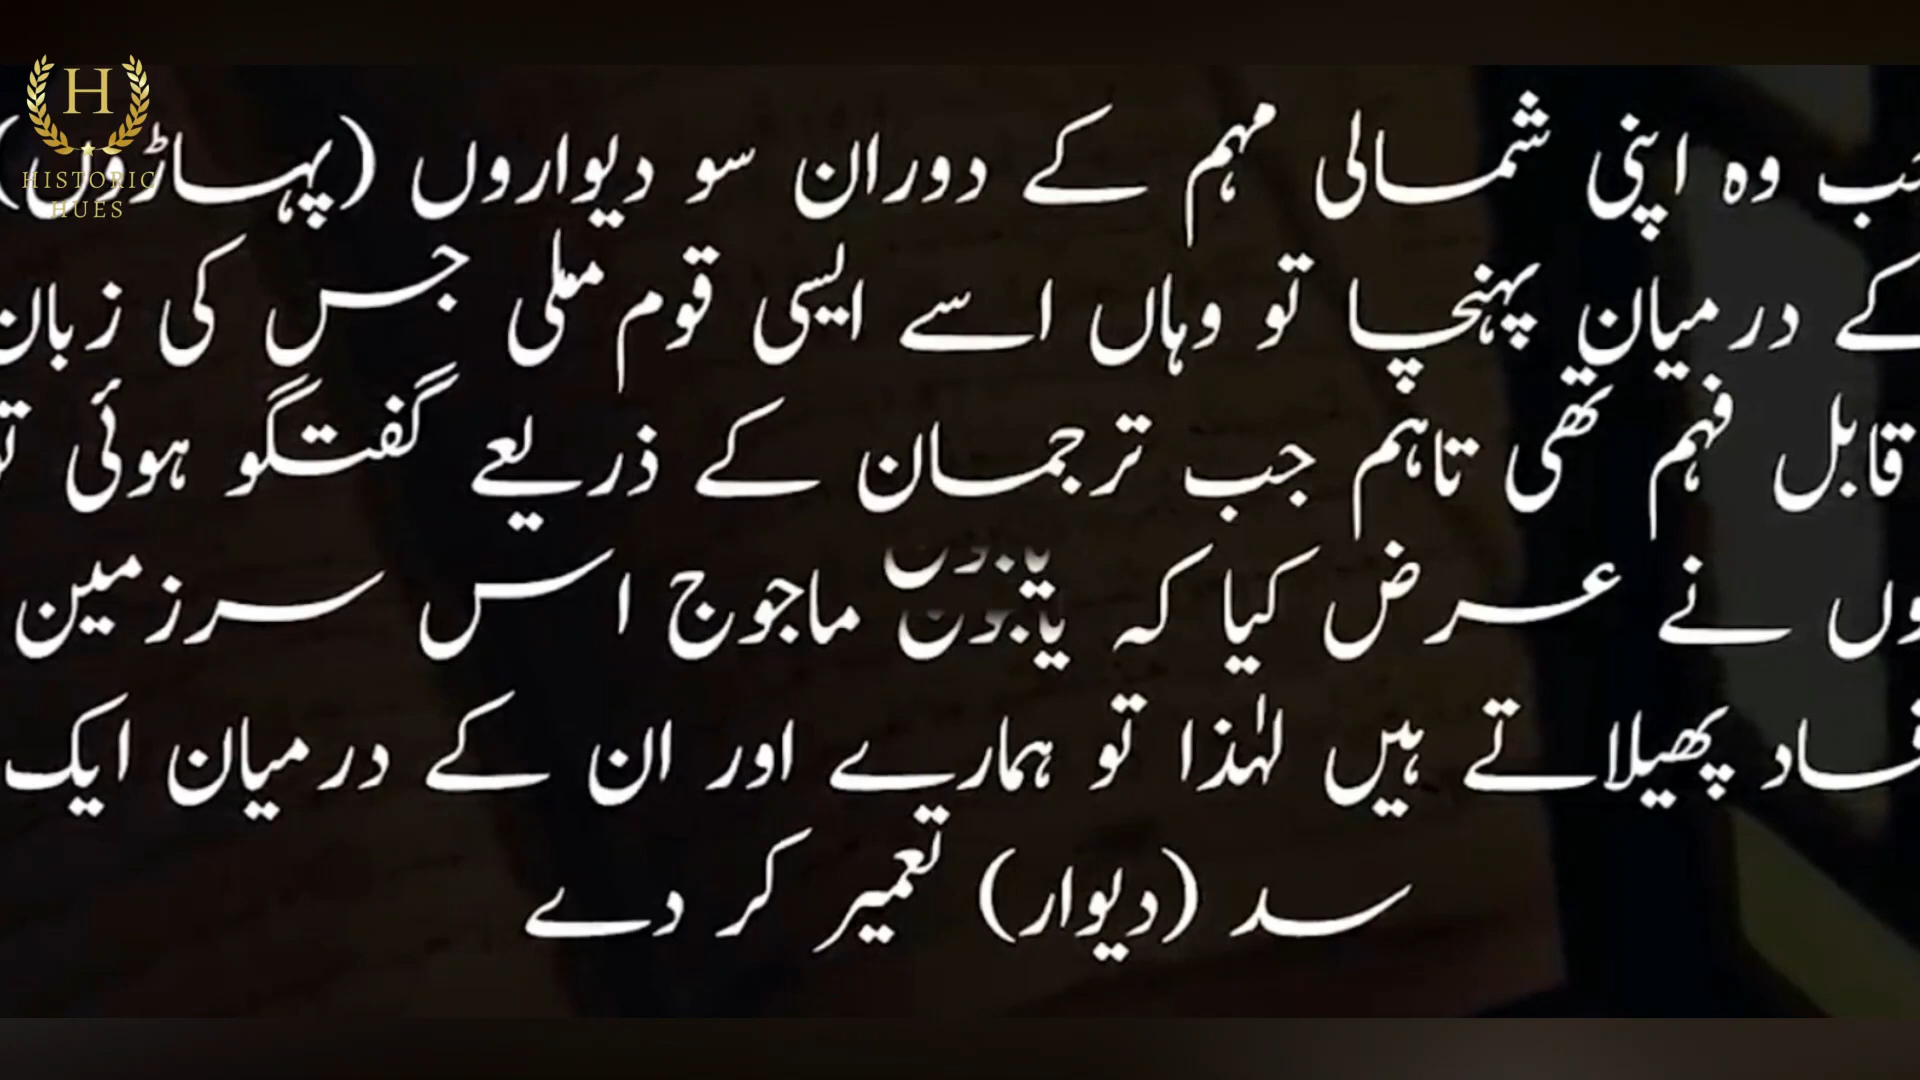 HISTORIC
HUES
جب وہ اپنی شمالی مہم کے دوران سو دیواروں (پہاڑوں)
کے درمیان پہنچا تو وہاں اسے ایسی قوم ملی جس کی زبان
قابل فہم تھی تاہم جب ترجمان کے ذریعے گفتگو ہوئی تو
نے عرض کیا کہ ماجوج اس سرزمین
پھیلاتے ہیں لہٰذا تو ہمارے اور ان کے درمیان ایک
سد (دیوار) تعمیر کر دے